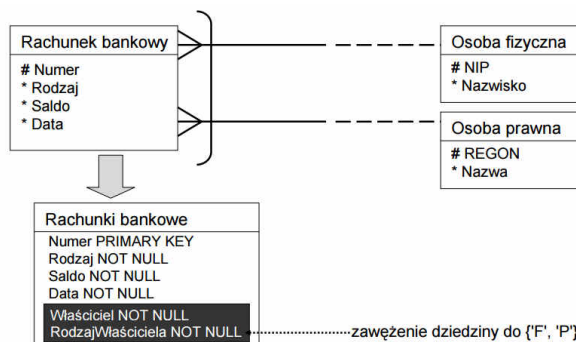 Rachunek bankowy
# Numer
* Rodzaj
* Saldo
* Data
Osoba fizyczna
# NIP
* Nazwisko
Osoba prawna
# REGON
* Nazwa
Rachunki bankowe
Numer PRIMARY KEY
Rodzaj NOT NULL
Saldo NOT NULL
Data NOT NULL
Właściciel NOT NULL
RodzajWłaściciela NOT NULL
zawężenie dziedziny do {'F', 'P'}